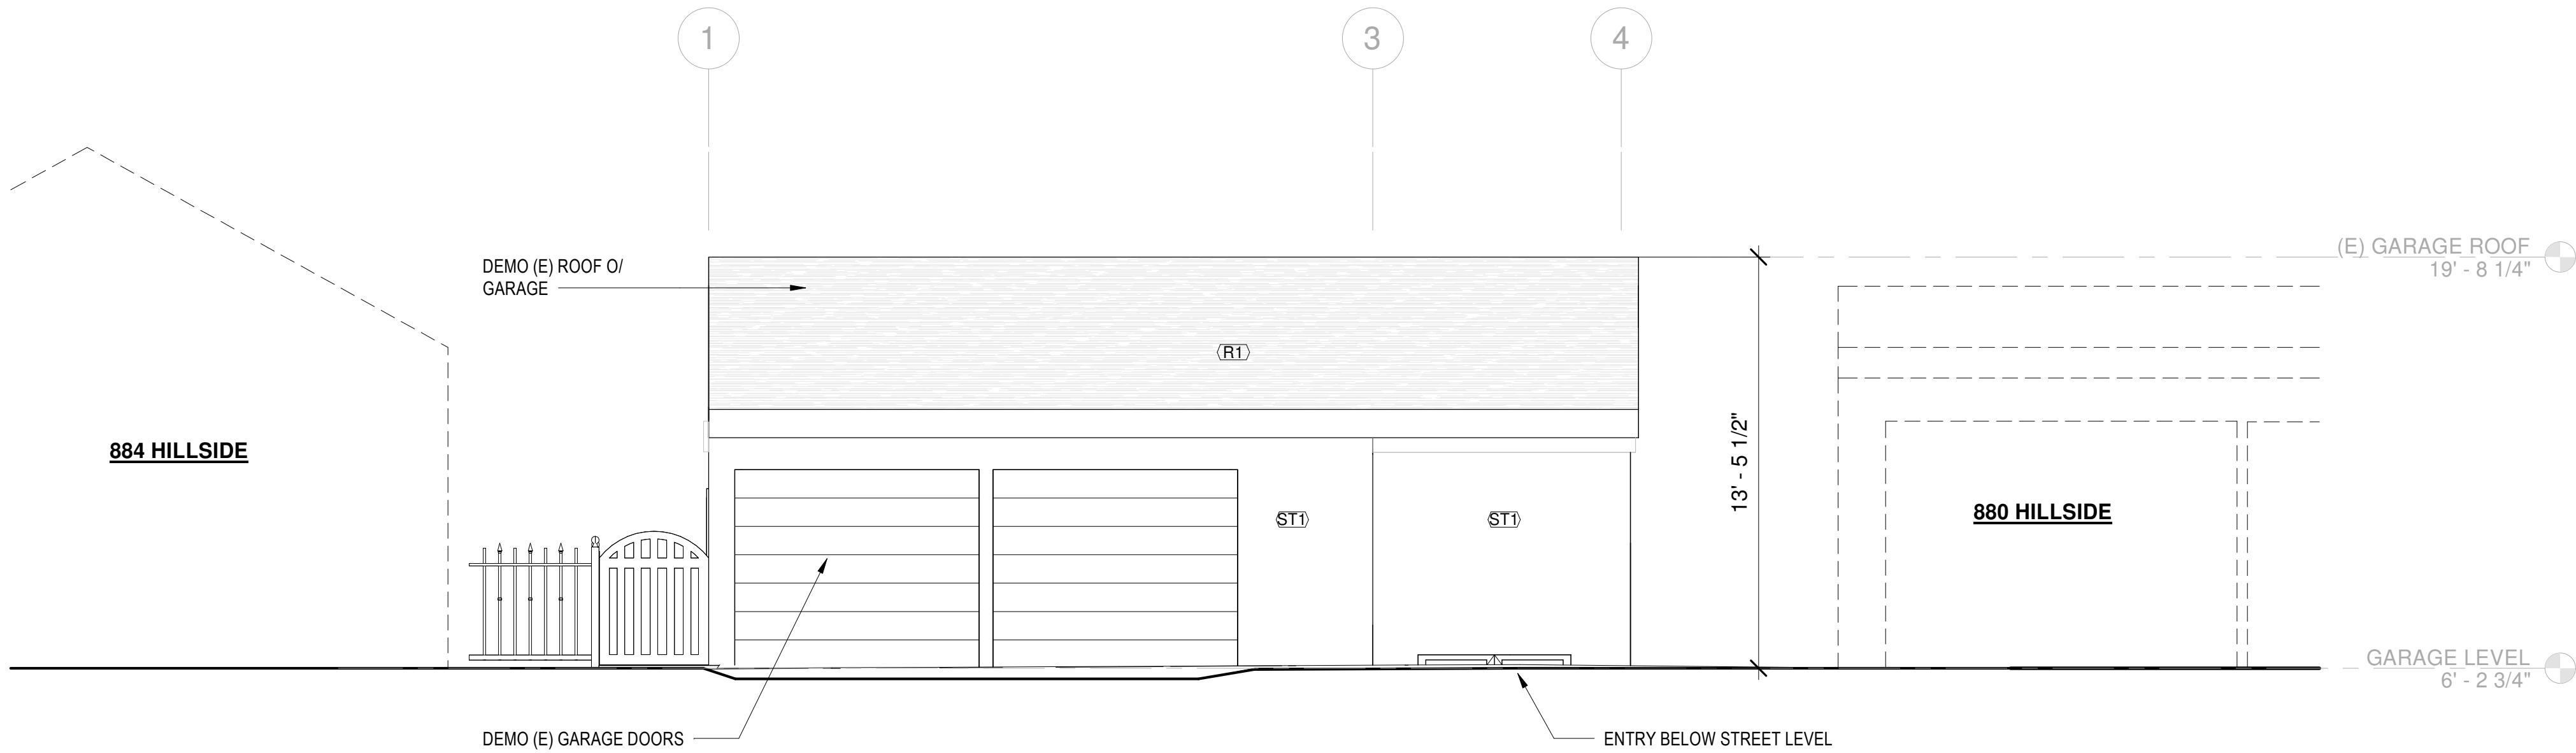 1
3
4
(E) GARAGE ROOF
19' - 8 1/4"
DEMO (E) ROOF O/
GARAGE
R1
884 HILLSIDE
13' - 5 1/2"
ST1
ST1
880 HILLSIDE
GARAGE LEVEL
6' - 2 3/4"
DEMO (E) GARAGE DOORS
ENTRY BELOW STREET LEVEL